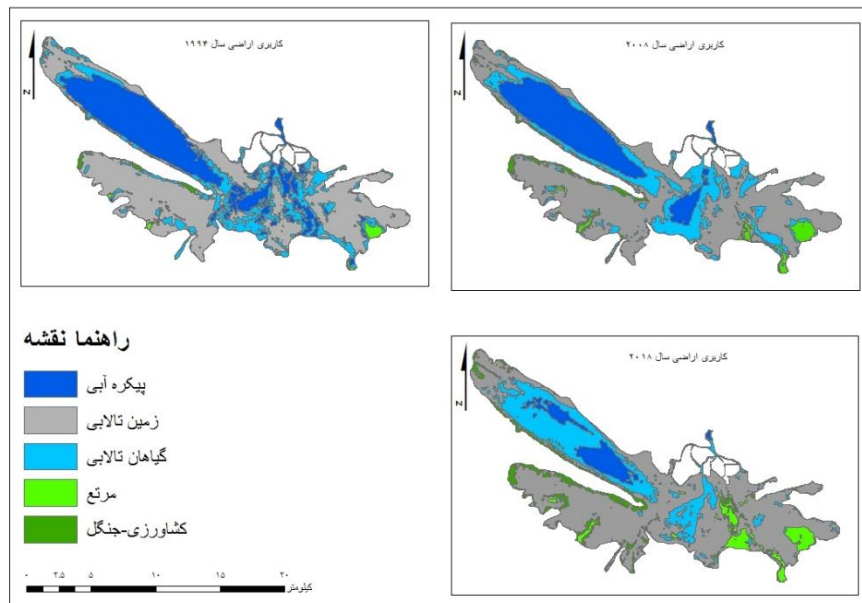 کاربری اراضی سال ۱۹۹۴
N
کاربری اراضی سال ۲۰۰۸
N
راهنما نقشه
پیکره آبی
زمین تالابی
گیاهان تالابی
مرتع
کشاورزی-جنگل
۰ ۲.۵ ۵ ۱۰ ۱۵ ۲۰
کیلومتر
کاربری اراضی سال ۲۰۱۸
N